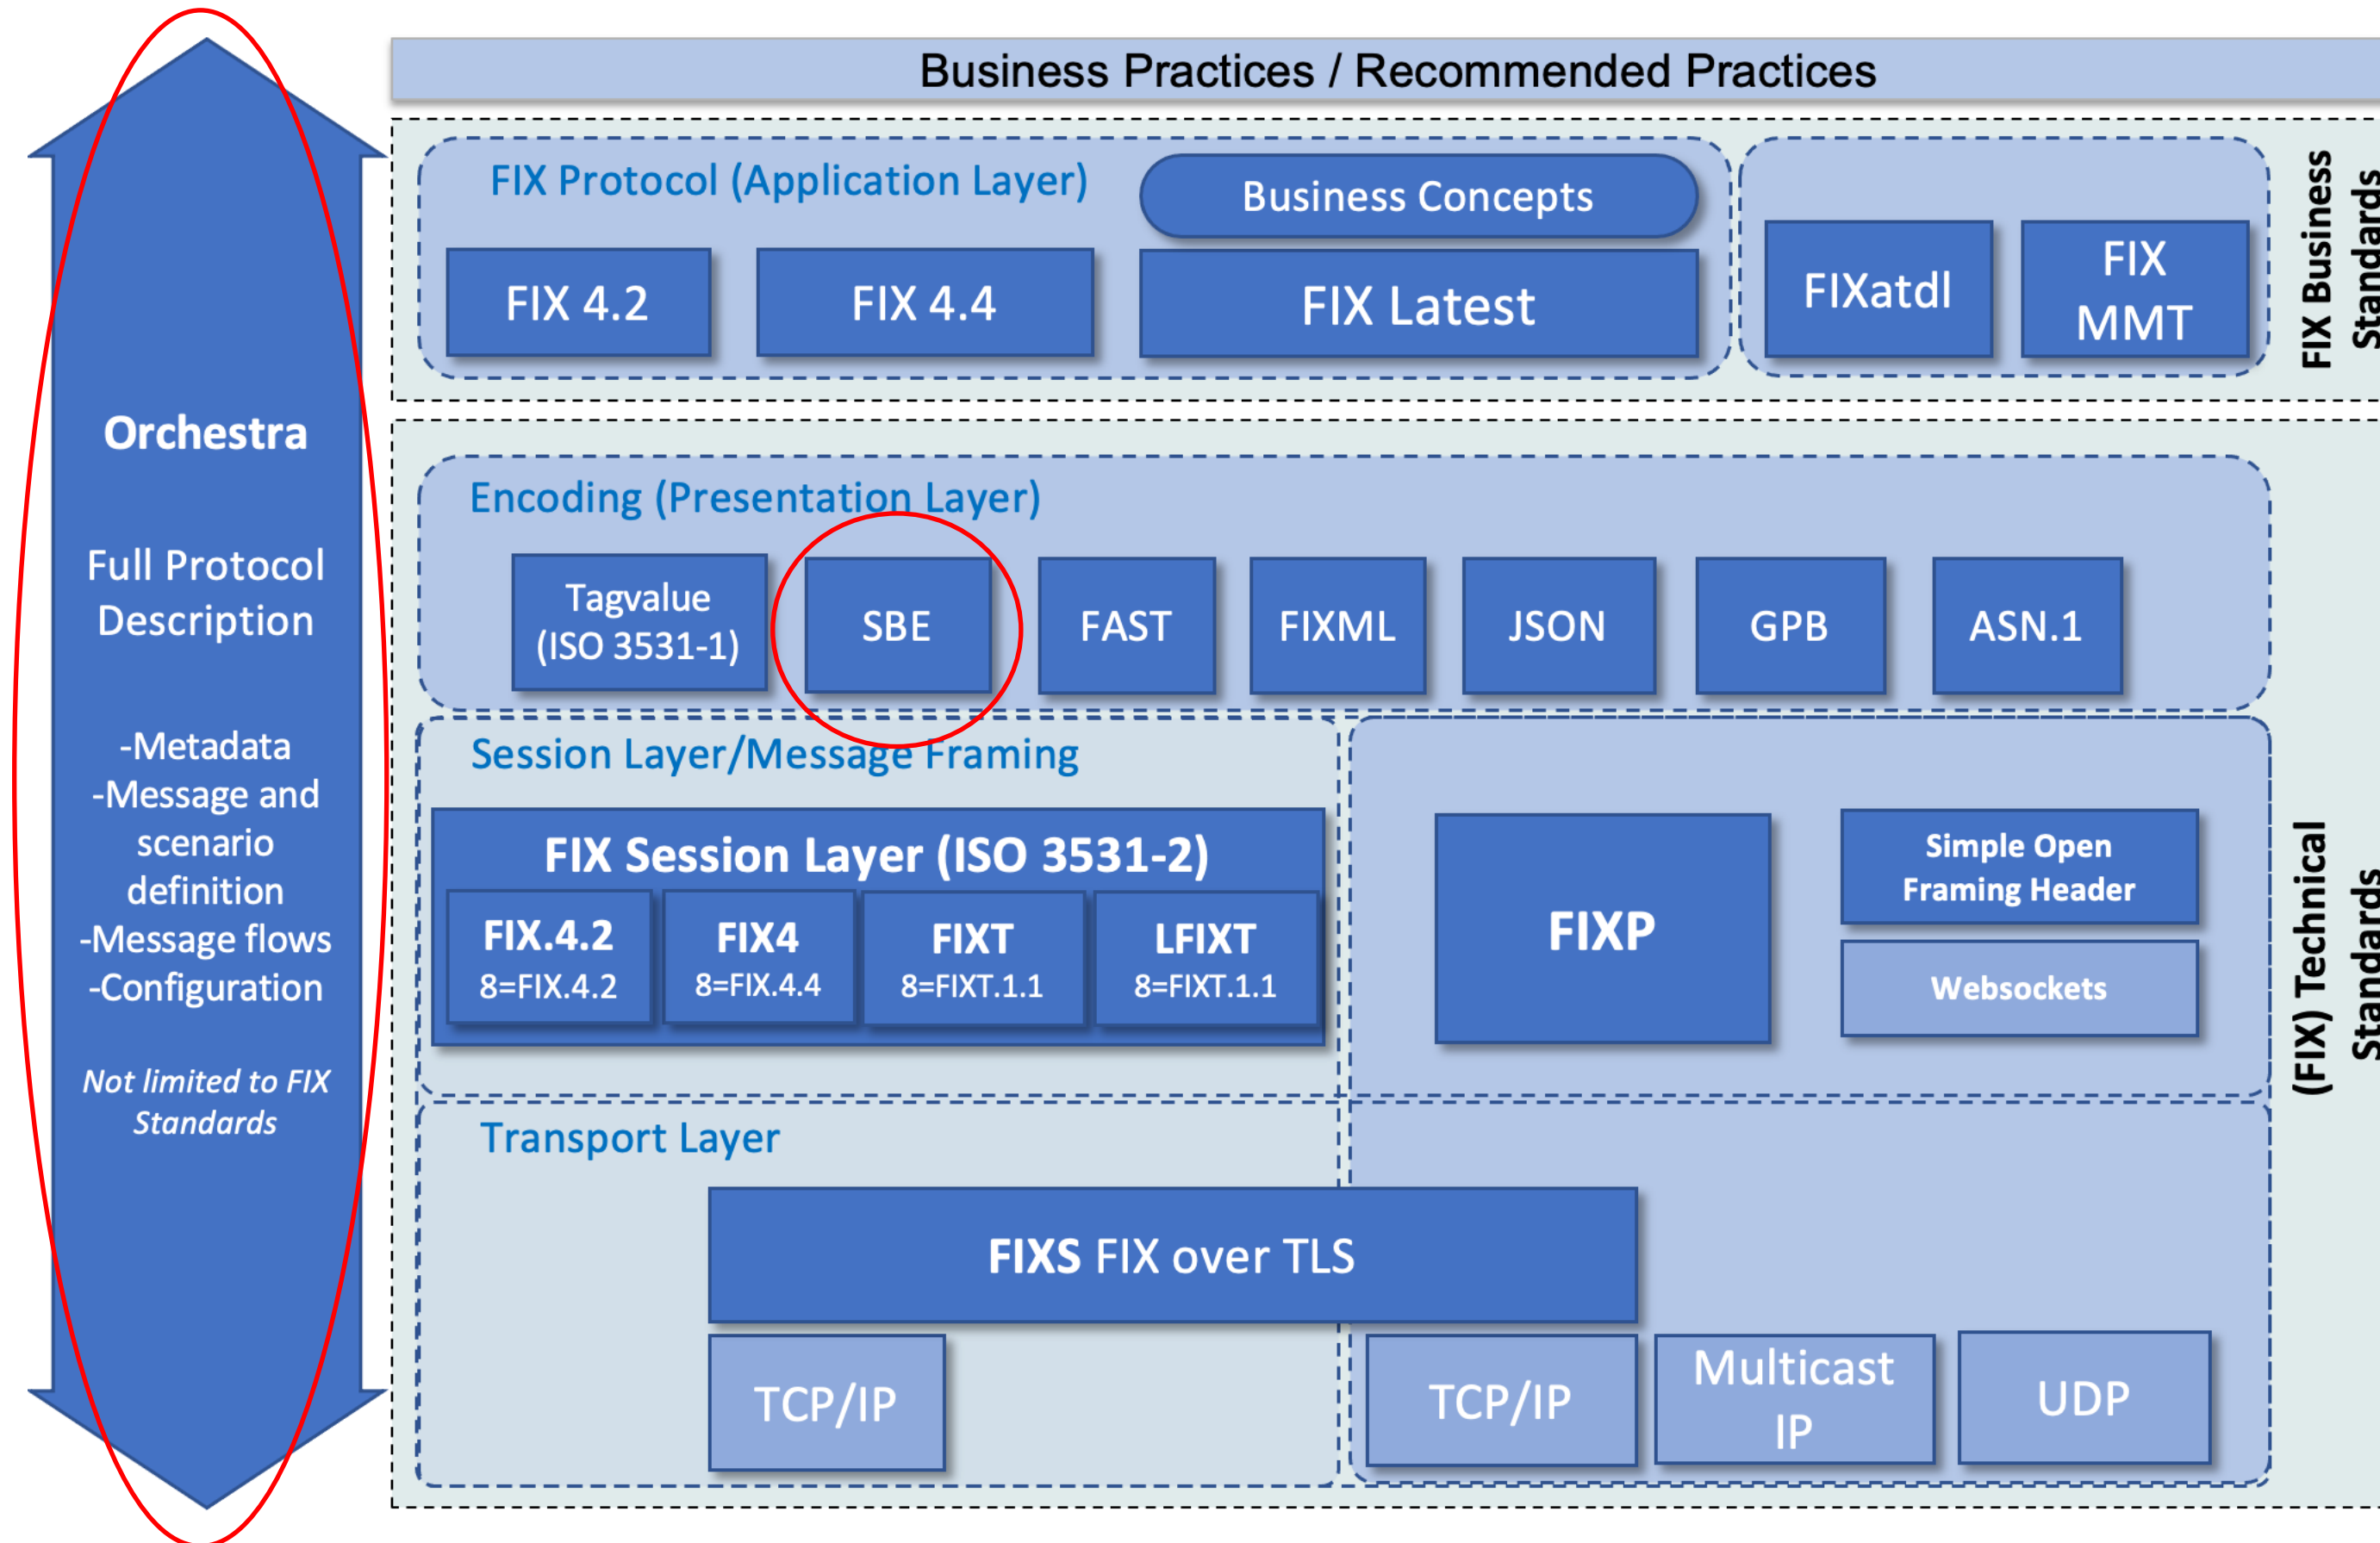 Business Practices / Recommended Practices
Orchestra
Full Protocol
Description
-Metadata
-Message and
scenario
definition
-Message flows
-Configuration
Not limited to FIX
Standards
FIX Protocol (Application Layer)
Business Concepts
FIX 4.2
FIX 4.4
FIX Latest
FIXatdl
FIX
MMT
FIX Business
Standards
Encoding (Presentation Layer)
Tagvalue
(ISO 3531-1)
SBE
FAST
FIXML
JSON
GPB
ASN.1
Session Layer/Message Framing
FIX Session Layer (ISO 3531-2)
FIX.4.2
8=FIX.4.2
FIX4
8=FIX.4.4
FIXT
8=FIXT.1.1
LFIXT
8=FIXT.1.1
FIXP
Simple Open
Framing Header
Websockets
(FIX) Technical
Standards
Transport Layer
FIXS FIX over TLS
TCP/IP
TCP/IP
Multicast
IP
UDP